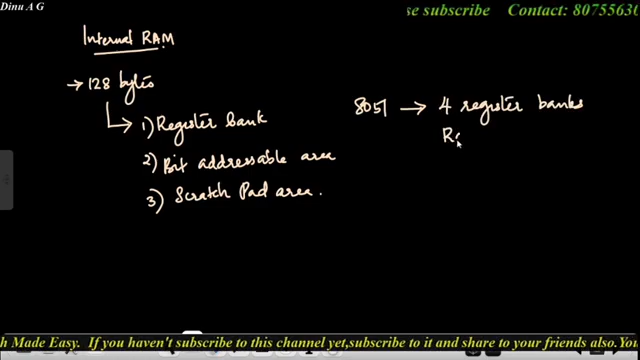 Dinu A G
se subscribe    Contact: 80755636
Internal RAM
→ 128 bytes
1) Register bank
2) Bit addressable area
3) Scratch Pad area.
8051 → 4 register banks
R
h Made Easy. If you haven't subscribe to this channel yet,subscribe to it and share to your friends also.You